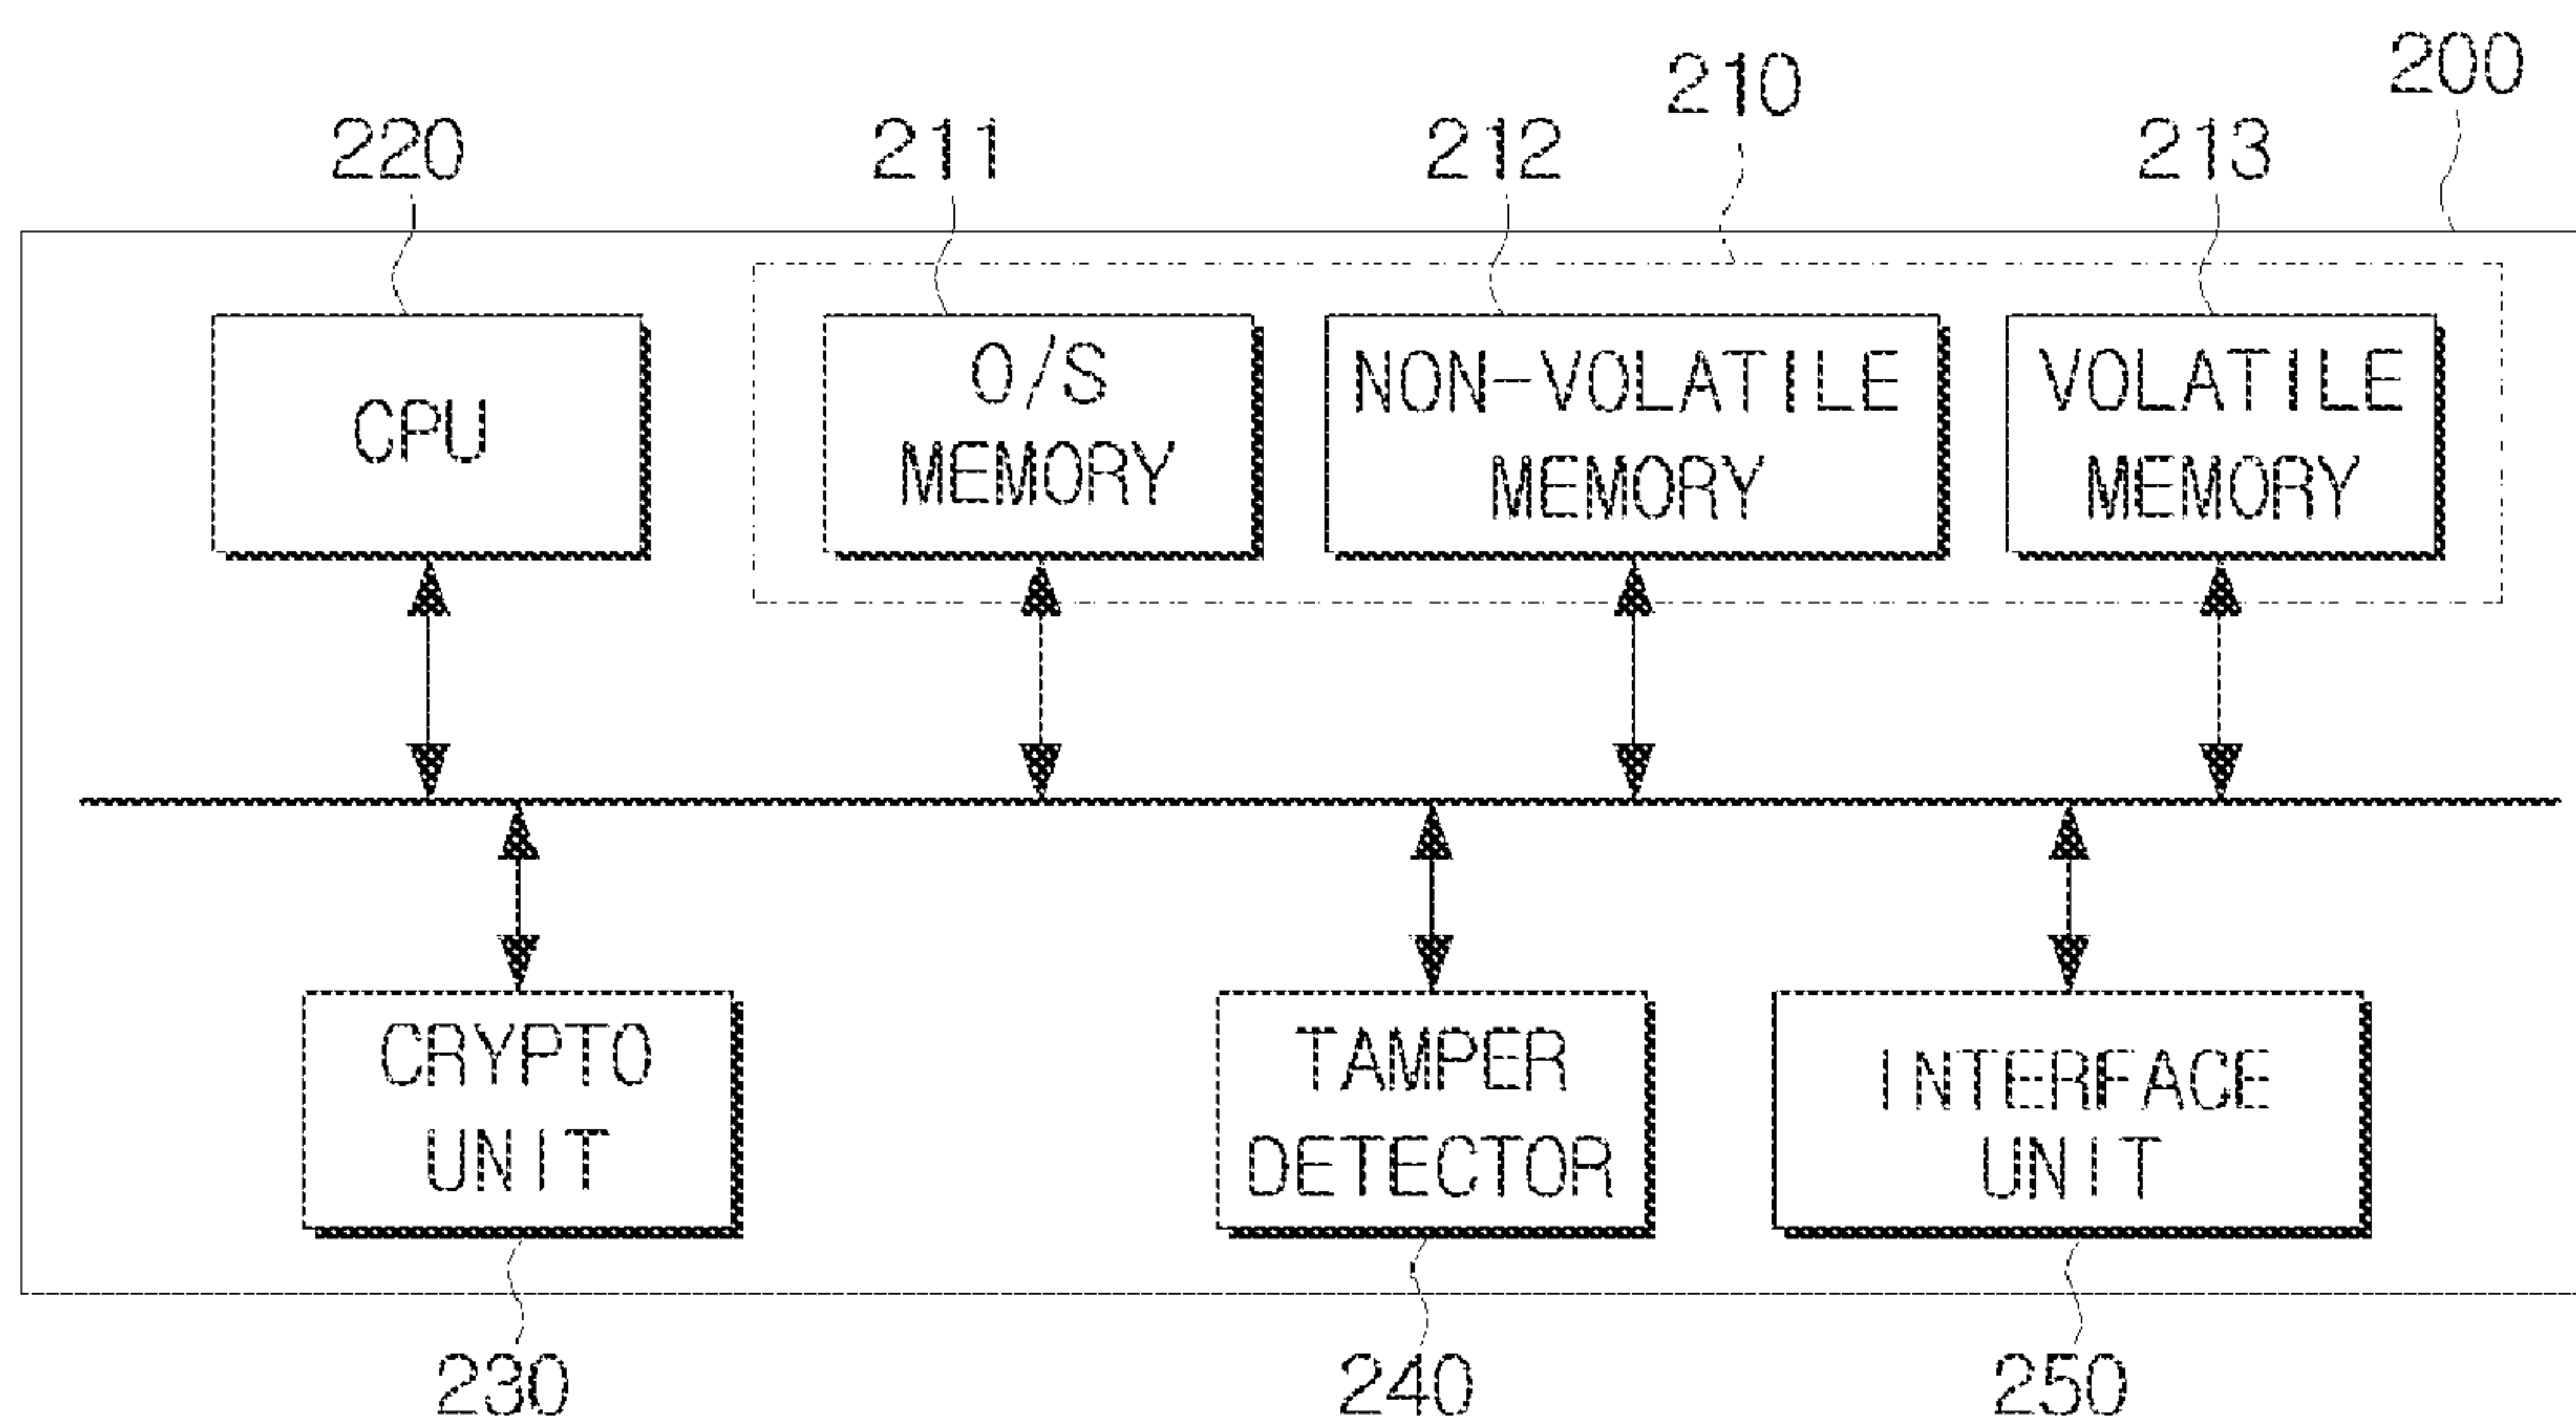 200
210
220
211
212
213
CPU
O/S
MEMORY
NON-VOLATILE
MEMORY
VOLATILE
MEMORY
CRYPTO
UNIT
TAMPER
DETECTOR
INTERFACE
UNIT
230
240
250